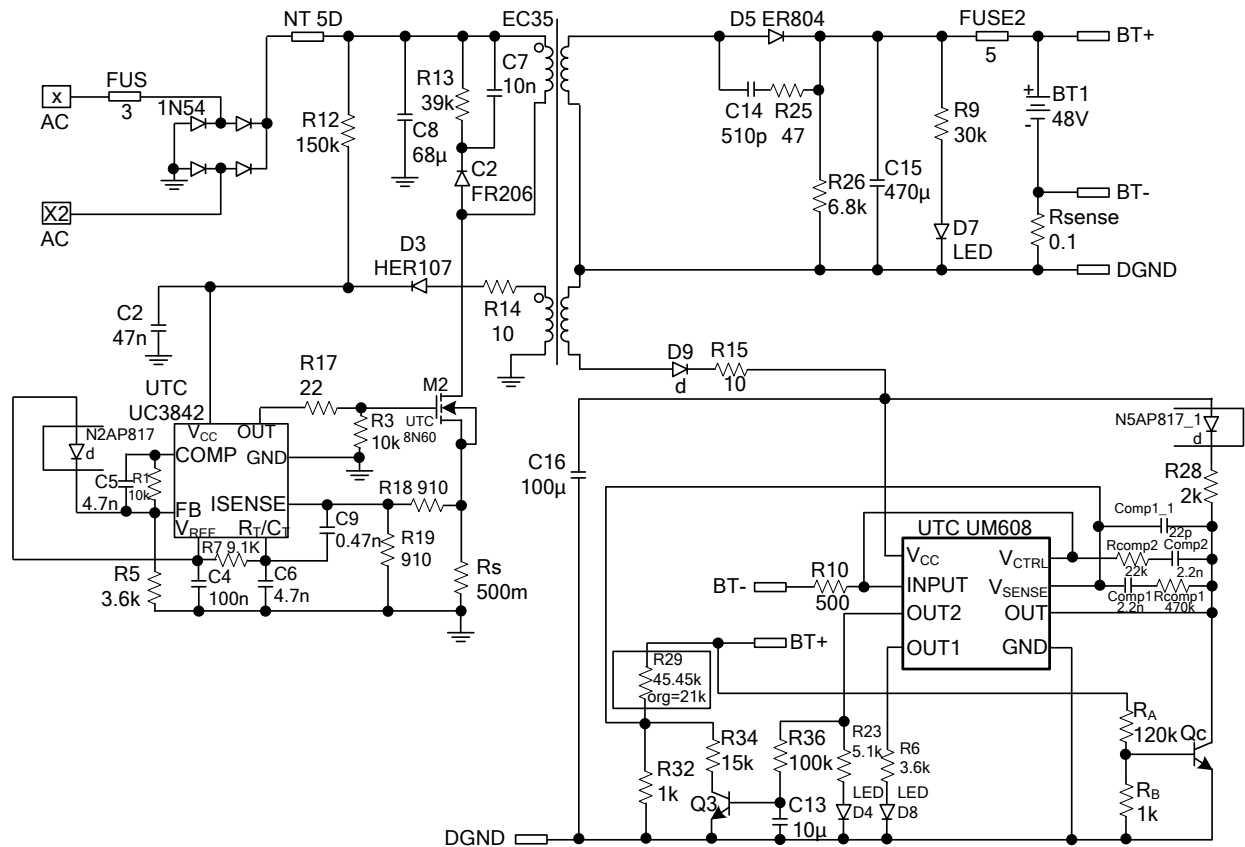 NT 5D
EC35
D5 ER804
FUSE2
5
BT+
FUS
3
x
AC
1N54
R12
150k
C8
68µ
R13
39k
C7
10n
C2
FR206
C14
510p
R25
47
R26
6.8k
C15
470µ
R9
30k
D7
LED
BT1
48V
+
-
BT-
Rsense
0.1
DGND
X2
AC
D3
HER107
R14
10
C2
47n
D9
d
R15
10
UTC
UC3842
R17
22
M2
UTC
8N60
R3
10k
VCC
OUT
COMP
GND
FB
ISENSE
VREF
RT/CT
N2AP817
d
C5
4.7n
R1
10k
R18 910
C9
0.47n
R19
910
R7 9.1K
R5
3.6k
C4
100n
C6
4.7n
Rs
500m
C16
100µ
N5AP817_1
d
R28
2k
Comp1_1
22p
UTC UM608
VCC
VCTRL
INPUT
VSENSE
OUT2
OUT
OUT1
GND
Rcomp2
22k
Comp2
2.2n
Comp1
2.2n
Rcomp1
470k
BT-
R10
500
BT+
R29
45.45k
org=21k
R34
15k
R36
100k
R23
5.1k
R6
3.6k
RA
120k
Qc
R32
1k
Q3
C13
10µ
LED
D4
LED
D8
RB
1k
DGND